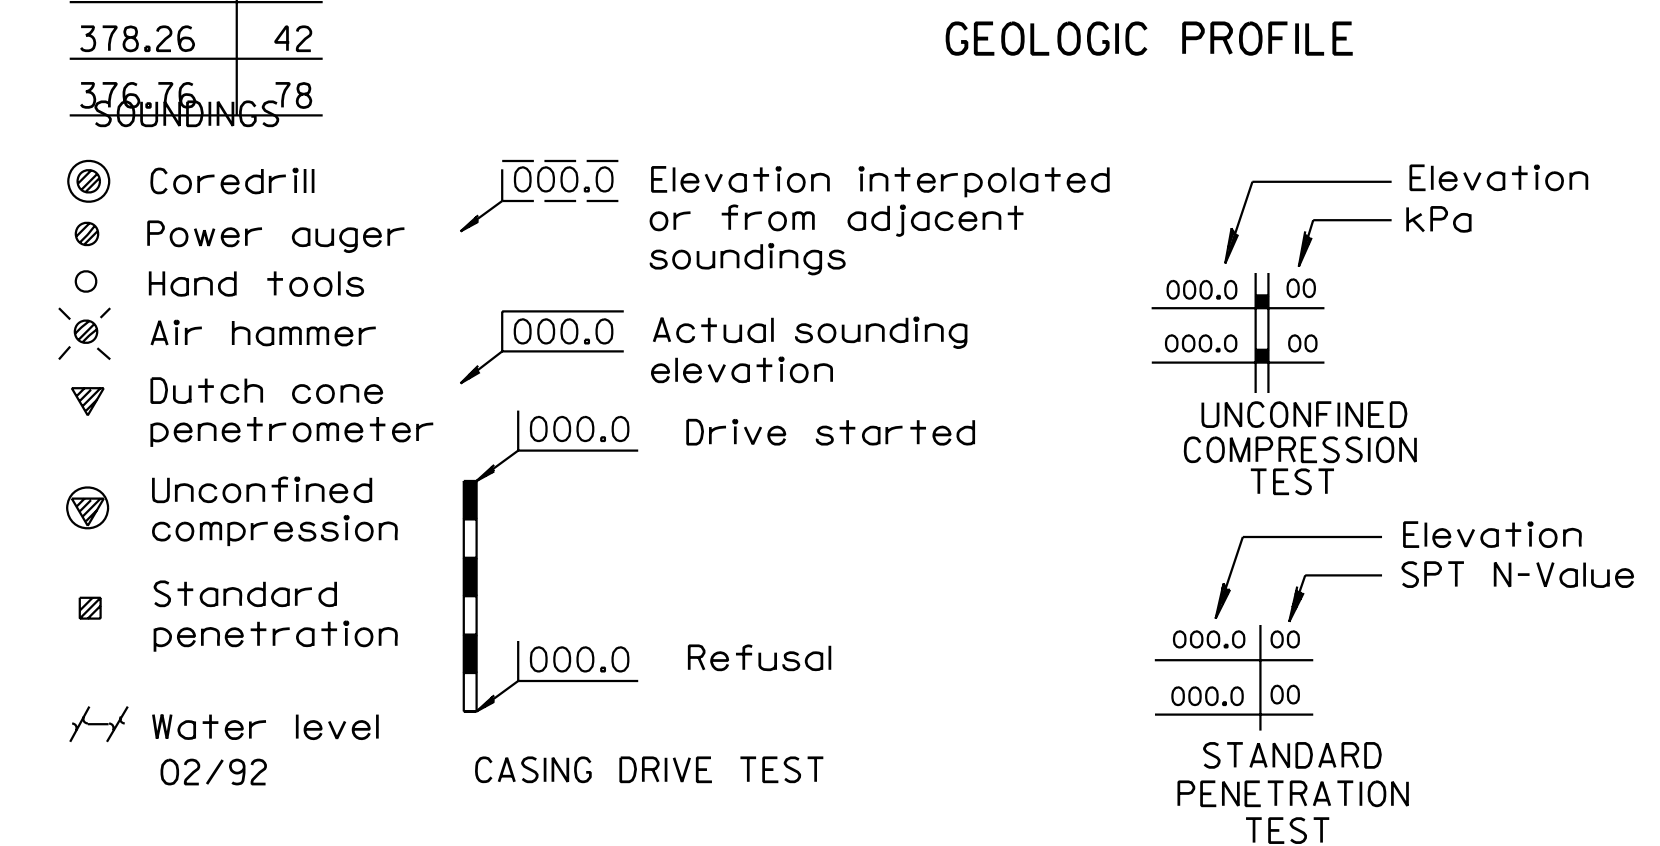 378.26 42
GEOLOGIC PROFILE
376.76 78
SOUNDINGS
Coredrill
Power auger
Hand tools
Air hammer
Dutch cone
penetrometer
Unconfined
compression
Standard
penetration
Water level
02/92
000.0
Elevation interpolated
or from adjacent
soundings
000.0
Actual sounding
elevation
000.0 Drive started
000.0 Refusal
CASING DRIVE TEST
Elevation
kPa
000.0 00
000.0 00
UNCONFINED
COMPRESSION
TEST
Elevation
SPT N-Value
000.0 00
000.0 00
STANDARD
PENETRATION
TEST